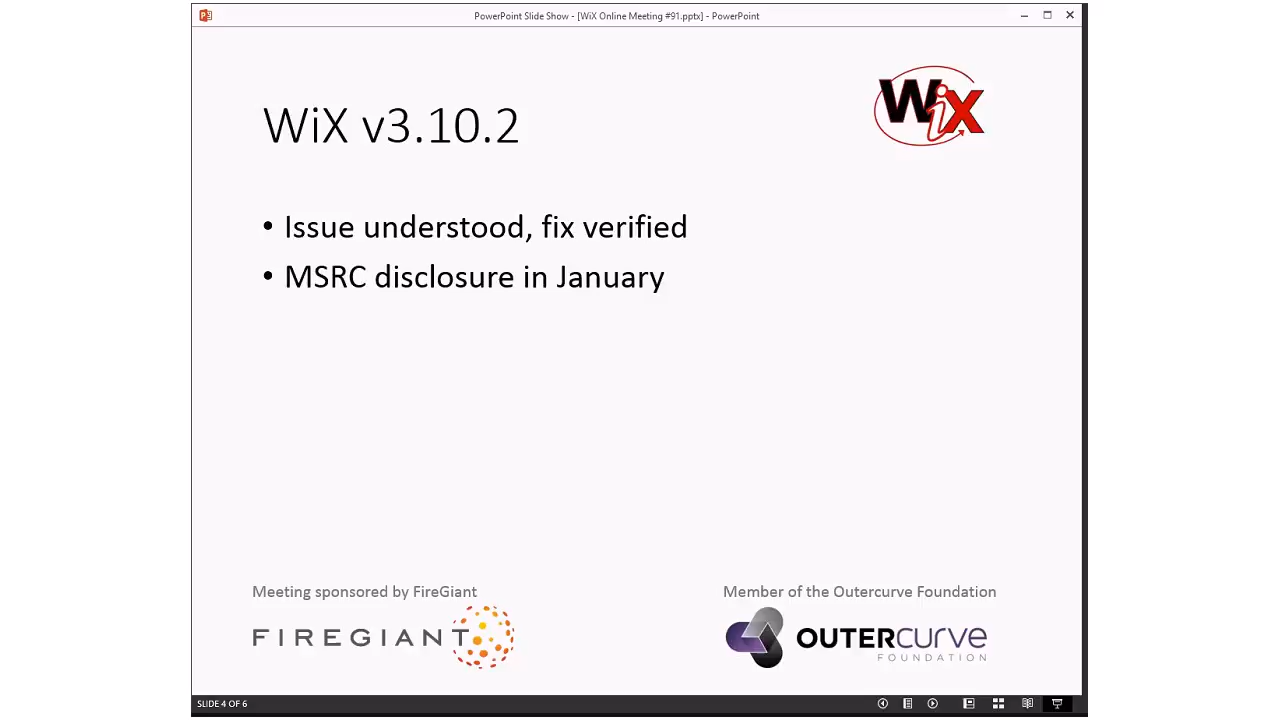 PowerPoint Slide Show - [WiX Online Meeting #91.pptx] - PowerPoint
WiX
WiX v3.10.2
• Issue understood, fix verified
• MSRC disclosure in January
Meeting sponsored by FireGiant
Member of the Outercurve Foundation
FIREGIANT
OUTERCURVE
FOUNDATION
SLIDE 4 OF 6